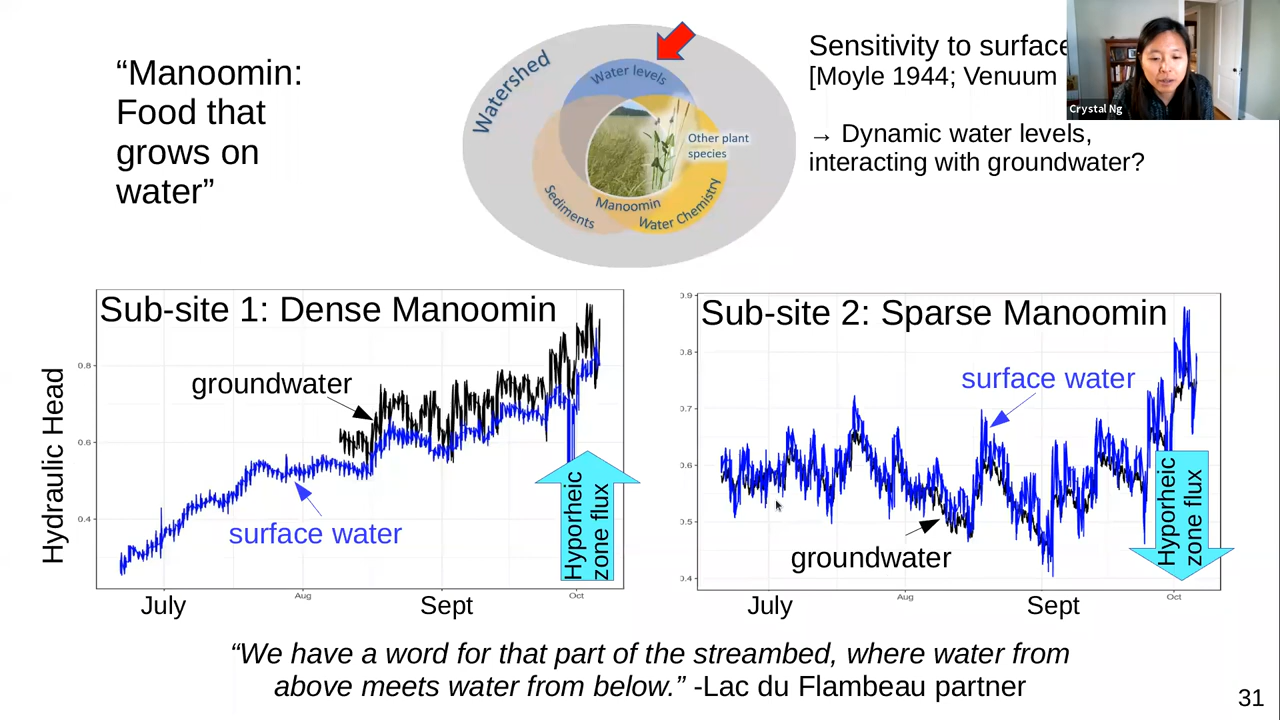 “Manoomin:
Food that
grows on
water”
Watershed
Water levels
Other plant
species
Sediments
Manoomin
Water Chemistry
Sensitivity to surface
[Moyle 1944; Venuum
→ Dynamic water levels,
interacting with groundwater?
Crystal Ng
Sub-site 1: Dense Manoomin
Hydraulic Head
0.8
0.6
0.4
groundwater
surface water
Hyporheic
zone flux
July
Aug
Sept
Oct
Sub-site 2: Sparse Manoomin
0.9
0.8
0.7
0.6
0.5
0.4
surface water
groundwater
Hyporheic
zone flux
July
Aug
Sept
Oct
“We have a word for that part of the streambed, where water from
above meets water from below.” -Lac du Flambeau partner
31